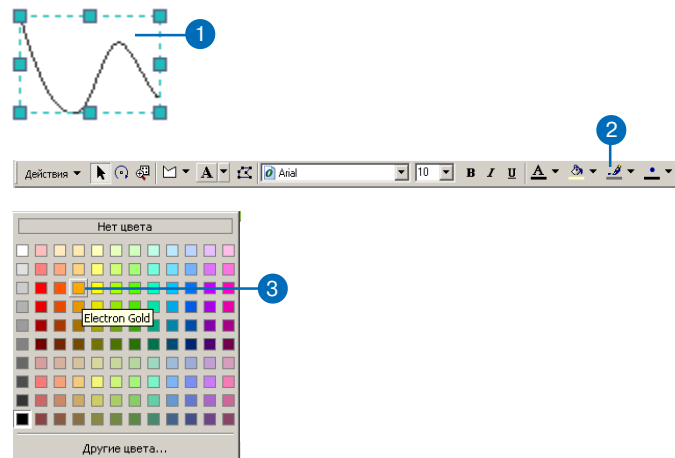 1
2
Действия A Arial 10 B I U A
Нет цвета
3
Electron Gold
Другие цвета...